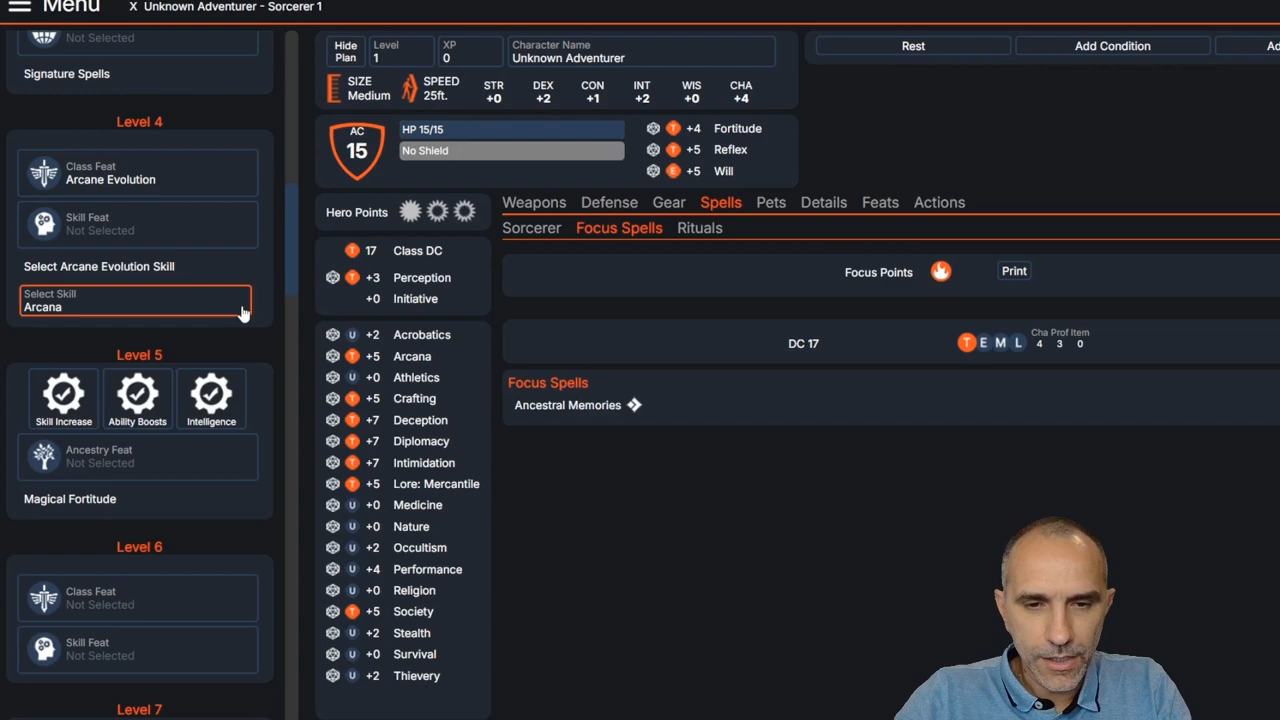 Menu
X Unknown Adventurer - Sorcerer 1
Not Selected
Signature Spells
Level 4
Class Feat
Arcane Evolution
Skill Feat
Not Selected
Select Arcane Evolution Skill
Select Skill
Arcana
Level 5
Skill Increase
Ability Boosts
Intelligence
Ancestry Feat
Not Selected
Magical Fortitude
Level 6
Class Feat
Not Selected
Skill Feat
Not Selected
Level 7
Hide Plan
Level
1
XP
0
Character Name
Unknown Adventurer
SIZE
Medium
SPEED
25ft.
STR
+0
DEX
+2
CON
+1
INT
+2
WIS
+0
CHA
+4
AC
15
HP 15/15
No Shield
T +4 Fortitude
T +5 Reflex
E +5 Will
Hero Points
T 17 Class DC
T +3 Perception
+0 Initiative
U +2 Acrobatics
T +5 Arcana
U +0 Athletics
T +5 Crafting
T +7 Deception
T +7 Diplomacy
T +7 Intimidation
T +5 Lore: Mercantile
U +0 Medicine
U +0 Nature
U +2 Occultism
U +4 Performance
U +0 Religion
T +5 Society
U +2 Stealth
U +0 Survival
U +2 Thievery
Rest
Add Condition
Weapons Defense Gear Spells Pets Details Feats Actions
Sorcerer Focus Spells Rituals
Focus Points
Print
DC 17
T E M L
Cha Prof Item
4 3 0
Focus Spells
Ancestral Memories